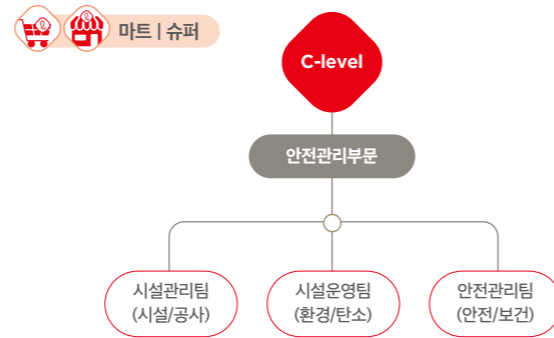 마트 | 슈퍼
C-level
안전관리부문
시설관리팀
(시설/공사)
시설운영팀
(환경/탄소)
안전관리팀
(안전/보건)